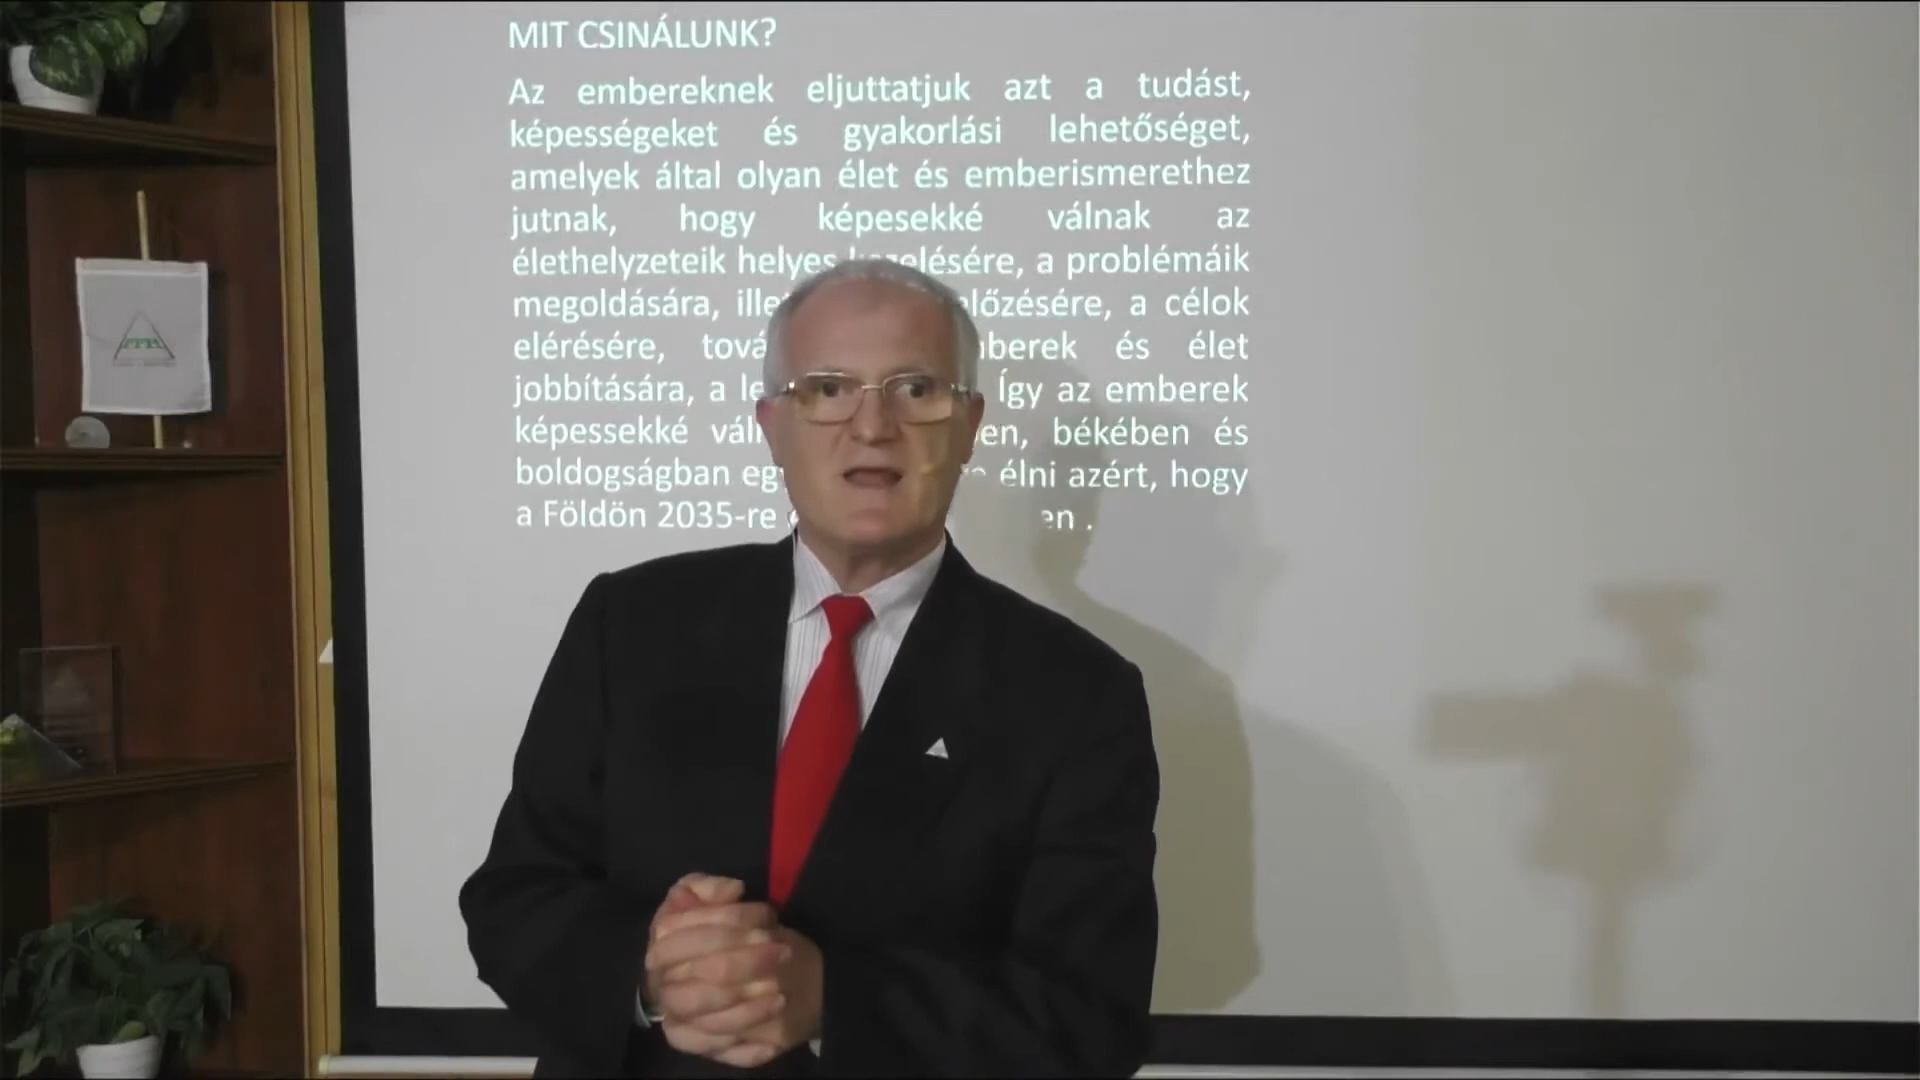 MIT CSINÁLUNK?
Az embereknek eljuttatjuk azt a tudást,
képességeket és gyakorlási lehetőséget,
amelyek által olyan élet és emberismerethez
jutnak, hogy képesekké válnak az
élethelyzeteik helyes kezelésére, a problémáik
megoldására, a célok
elérésére, és élet
jobbítására, a Így az emberek
képessekké békében és
boldogságban élni azért, hogy
a Földön 2035-re